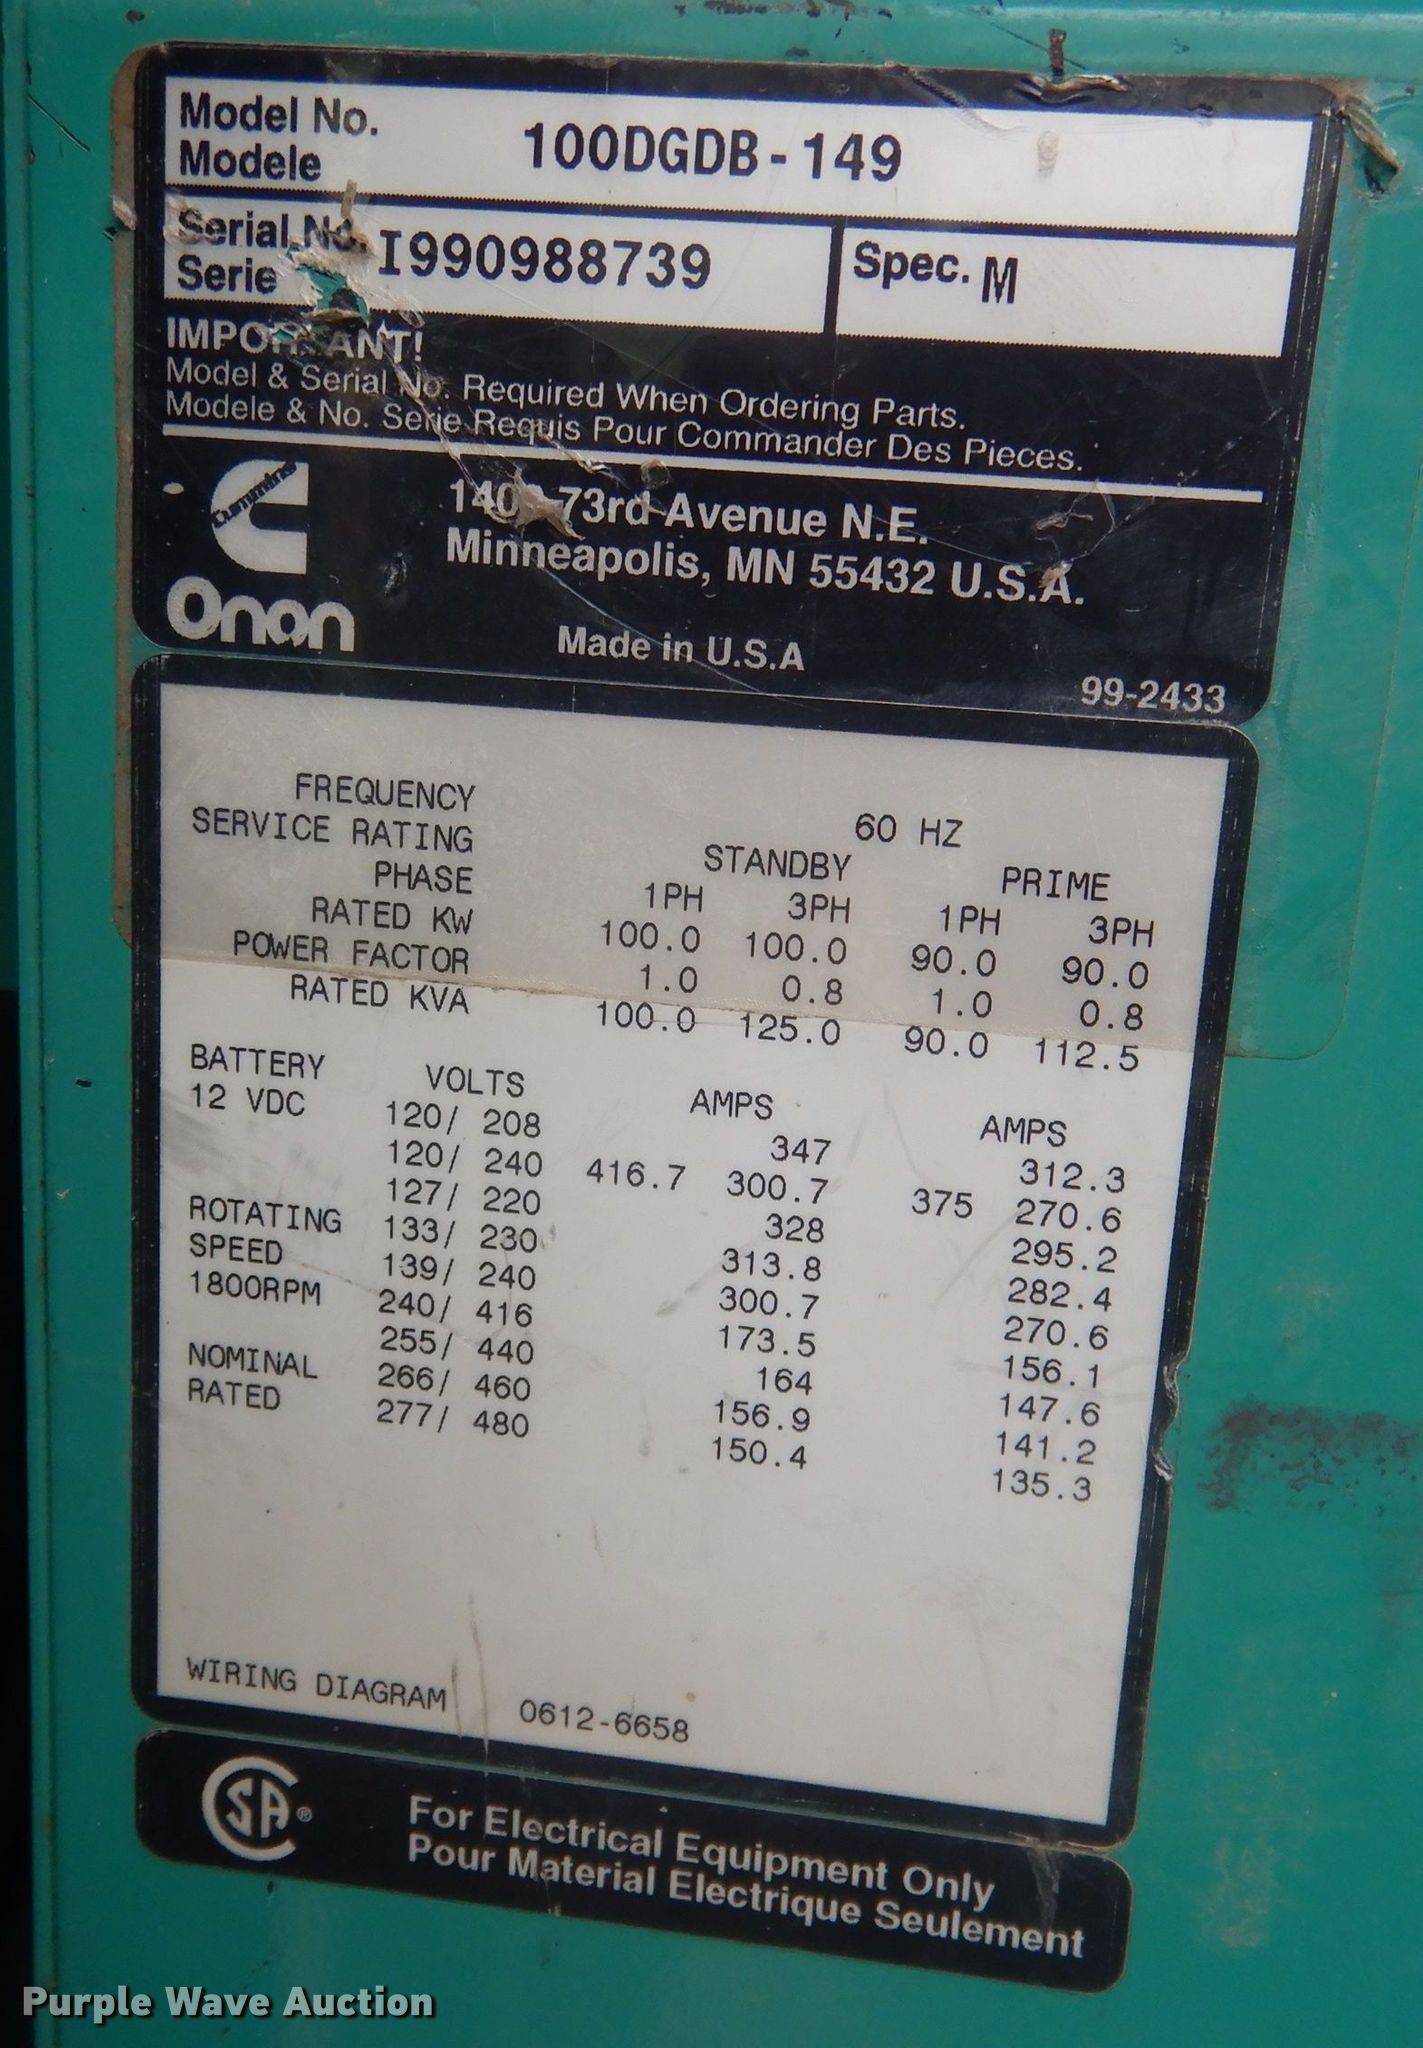 Model No.
Modele
100DGDB-149
Serial No.
Serie
I990988739
Spec. M
IMPORTANT!
Model & Serial No. Required When Ordering Parts.
Modele & No. Serie Requis Pour Commander Des Pieces.
Cummins
Onan
1400 73rd Avenue N.E.
Minneapolis, MN 55432 U.S.A.
Made in U.S.A
99-2433
FREQUENCY 60 HZ
SERVICE RATING STANDBY PRIME
PHASE 1PH 3PH 1PH 3PH
RATED KW 100.0 100.0 90.0 90.0
POWER FACTOR 1.0 0.8 1.0 0.8
RATED KVA 100.0 125.0 90.0 112.5
BATTERY VOLTS AMPS AMPS
12 VDC 120/ 208 347 312.3
120/ 240 416.7 300.7 375 270.6
127/ 220 328 295.2
ROTATING 133/ 230 313.8 282.4
SPEED 139/ 240 300.7 270.6
1800RPM 240/ 416 173.5 156.1
255/ 440 164 147.6
NOMINAL 266/ 460 156.9 141.2
RATED 277/ 480 150.4 135.3
WIRING DIAGRAM 0612-6658
CSA ®
For Electrical Equipment Only
Pour Material Electrique Seulement
Purple Wave Auction